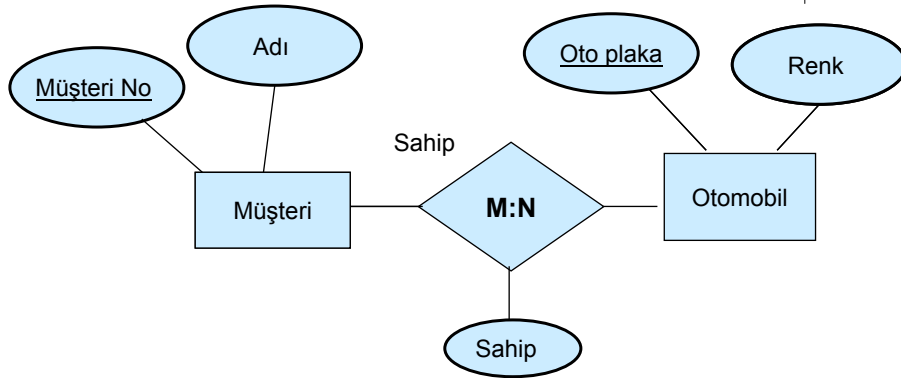 Müşteri No
Adı
Oto plaka
Renk
Sahip
Müşteri
M:N
Otomobil
Sahip